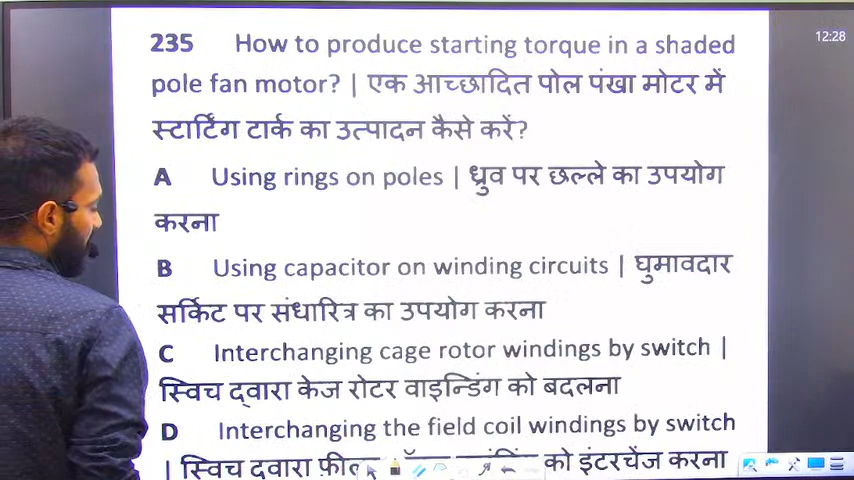 12:28
235 How to produce starting torque in a shaded
pole fan motor? | एक आच्छादित पोल पंखा मोटर में
स्टार्टिंग टार्क का उत्पादन कैसे करें?
A Using rings on poles | ध्रुव पर छल्ले का उपयोग
करना
B Using capacitor on winding circuits | घुमावदार
सर्किट पर संधारित्र का उपयोग करना
C Interchanging cage rotor windings by switch |
स्विच द्वारा केज रोटर वाइन्डिंग को बदलना
D Interchanging the field coil windings by switch
| स्विच द्वारा को इंटरचेंज करना